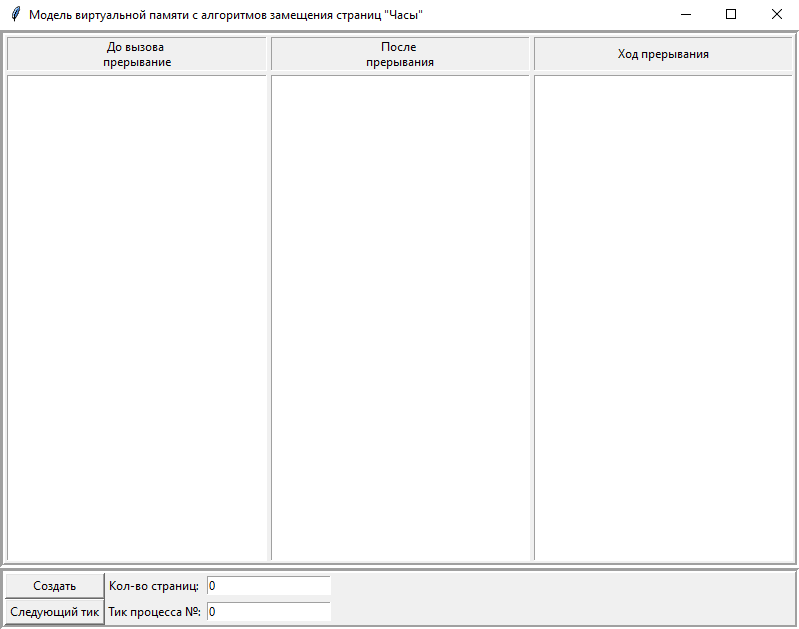 Модель виртуальной памяти с алгоритмов замещения страниц "Часы"
До вызова
прерывание
После
прерывания
Ход прерывания
Создать
Кол-во страниц:
0
Следующий тик
Тик процесса №:
0